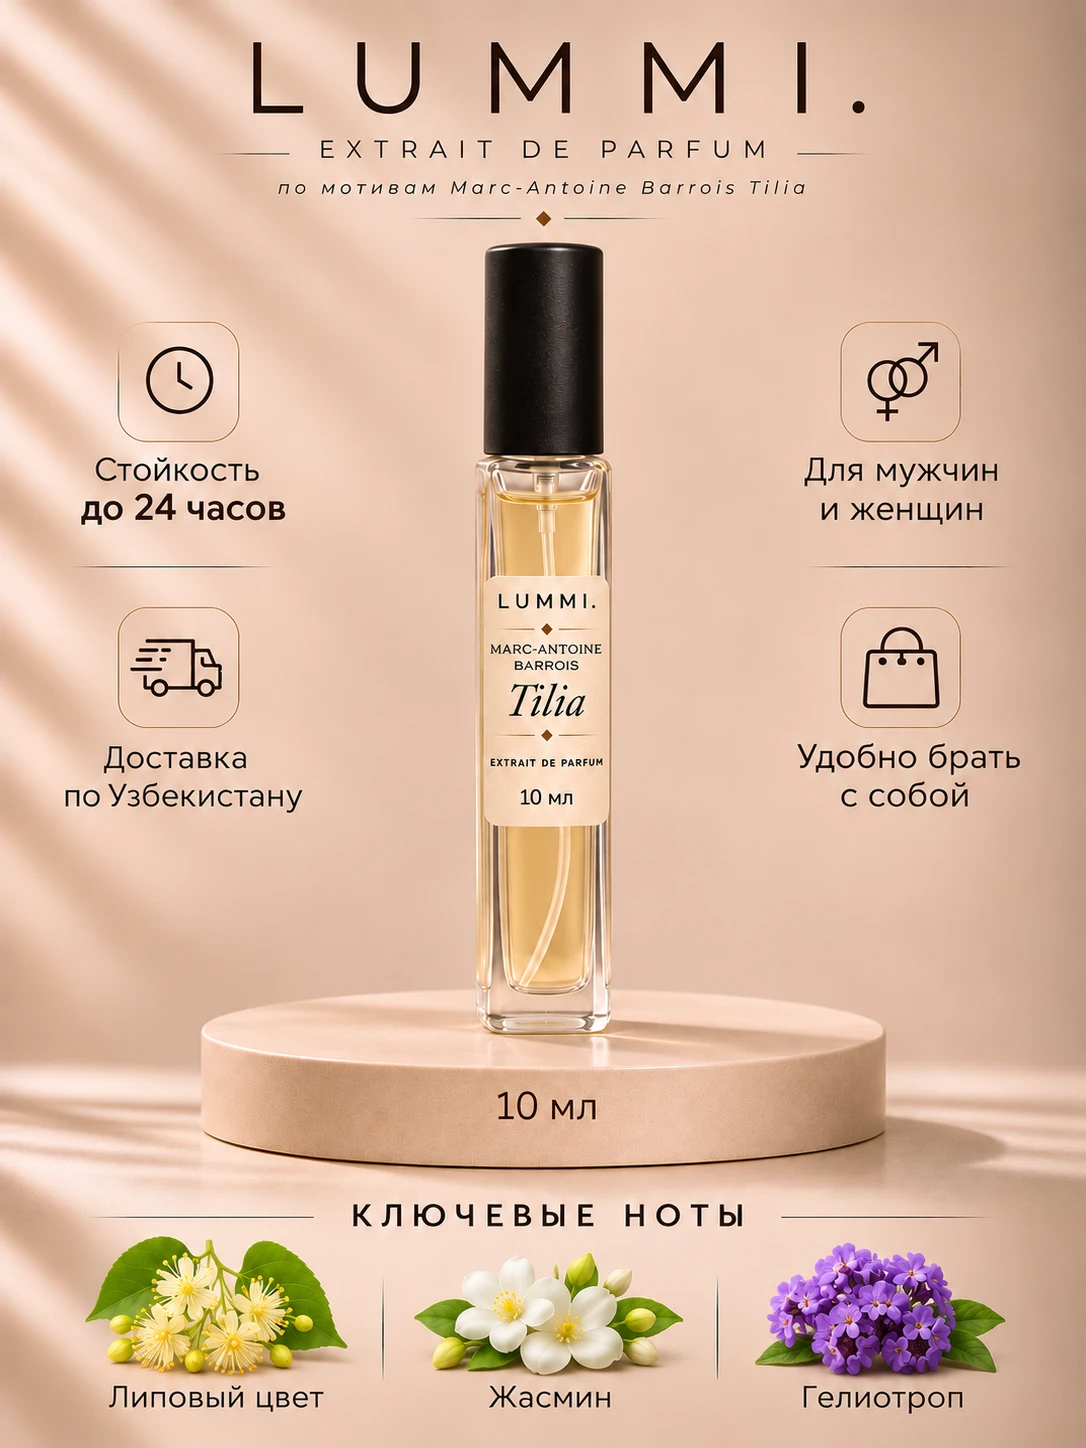 LUMMI.
EXTRAIT DE PARFUM
по мотивам Marc-Antoine Barrois Tilia
Стойкость
до 24 часов
Для мужчин
и женщин
Доставка
по Узбекистану
Удобно брать
с собой
LUMMI.
MARC-ANTOINE
BARROIS
Tilia
EXTRAIT DE PARFUM
10 мл
10 мл
КЛЮЧЕВЫЕ НОТЫ
Липовый цвет
Жасмин
Гелиотроп